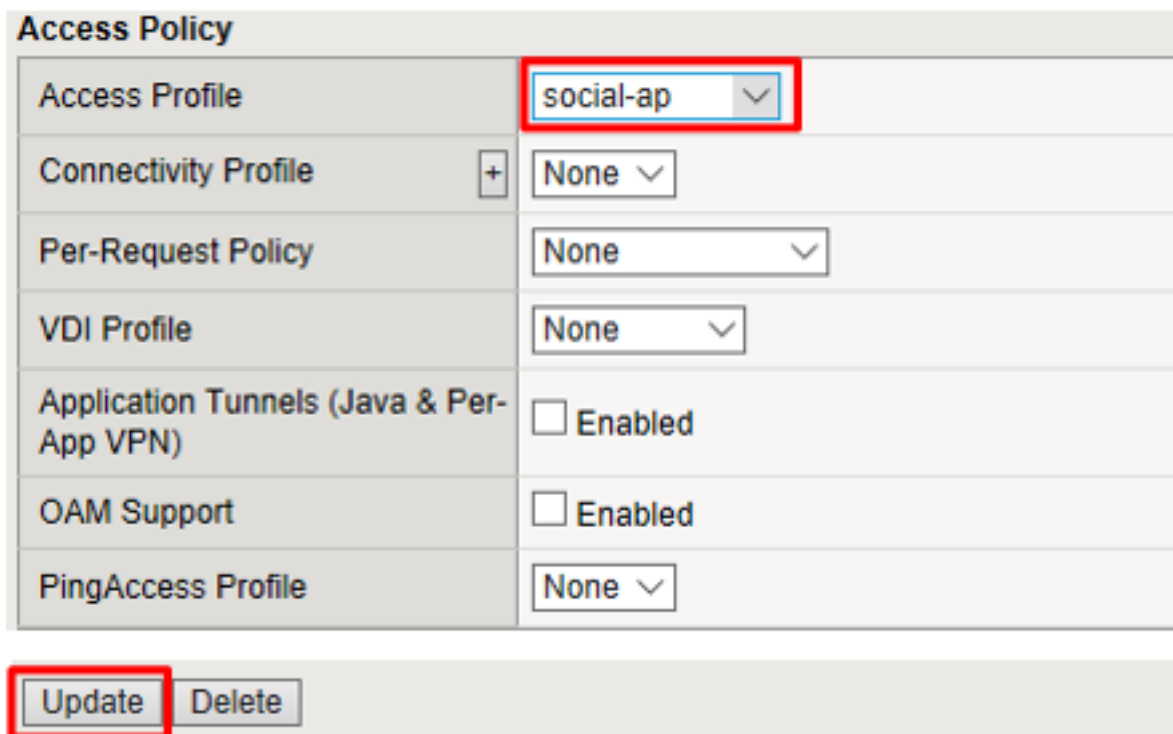 Access Policy
Access Profile social-ap
Connectivity Profile + None
Per-Request Policy None
VDI Profile None
Application Tunnels (Java & Per-
App VPN) Enabled
OAM Support Enabled
PingAccess Profile None
Update Delete